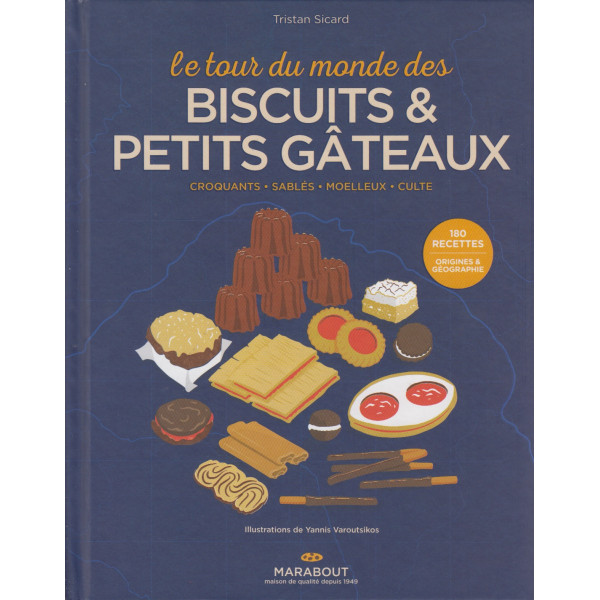 Tristan Sicard
le tour du monde des
BISCUITS &
PETITS GÂTEAUX
CROQUANTS • SABLÉS • MOELLEUX • CULTE
180
RECETTES
ORIGINES &
GÉOGRAPHIE
Illustrations de Yannis Varoutsikos
MARABOUT
maison de qualité depuis 1949